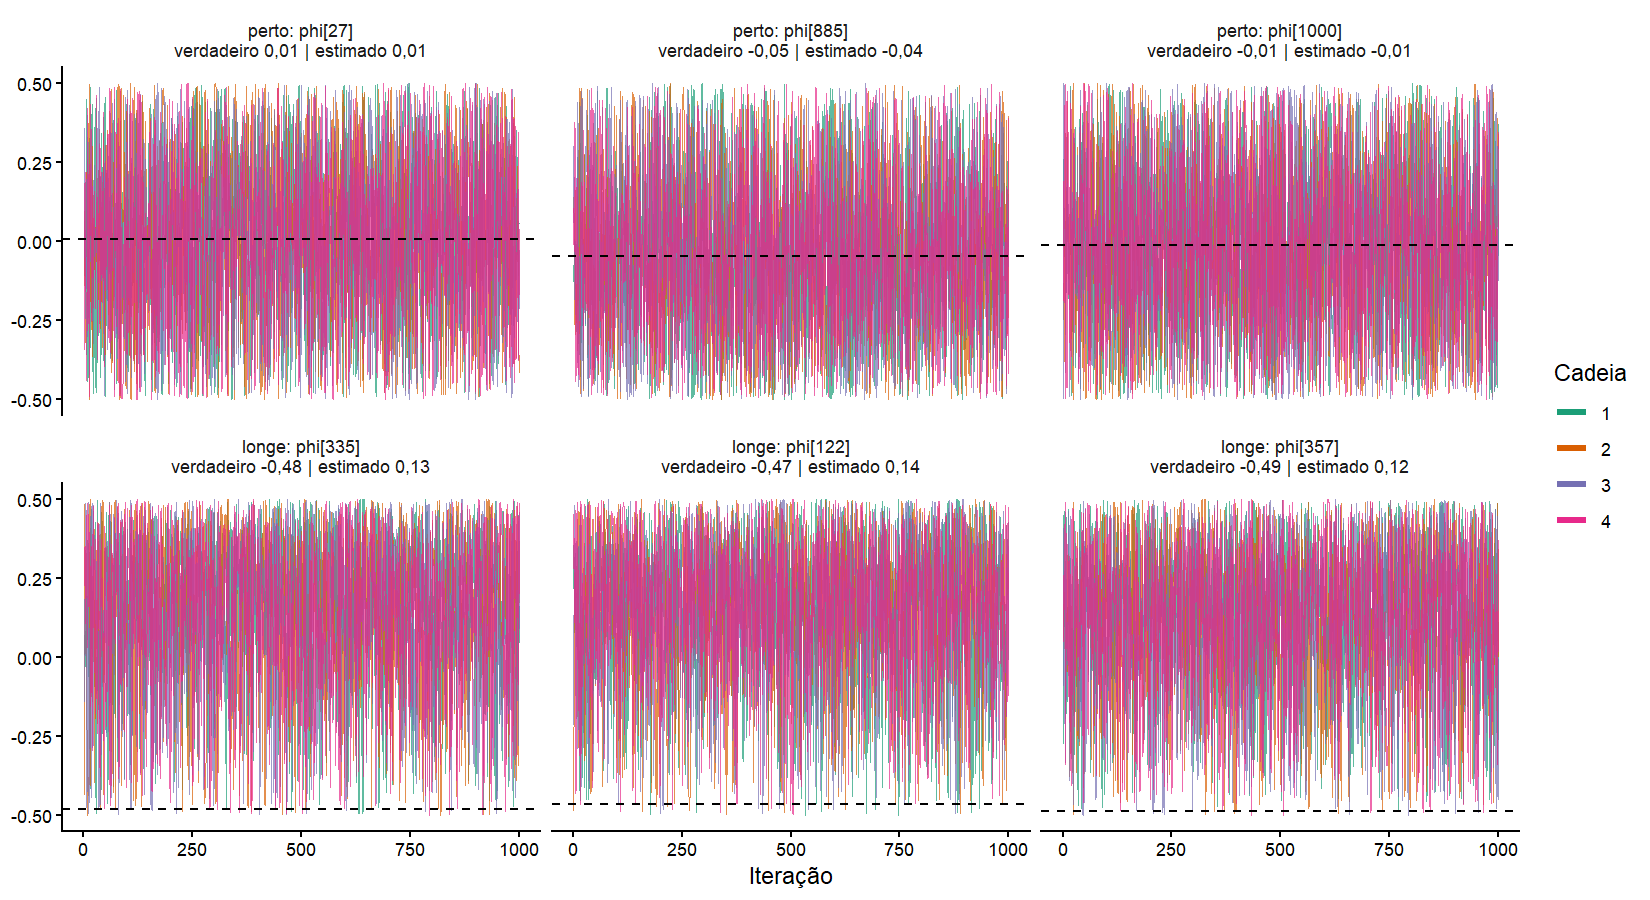 perto: phi[27]
verdadeiro 0,01 | estimado 0,01
perto: phi[885]
verdadeiro -0,05 | estimado -0,04
perto: phi[1000]
verdadeiro -0,01 | estimado -0,01
0.50
0.25
0.00
-0.25
-0.50
longe: phi[335]
verdadeiro -0,48 | estimado 0,13
longe: phi[122]
verdadeiro -0,47 | estimado 0,14
longe: phi[357]
verdadeiro -0,49 | estimado 0,12
0.50
0.25
0.00
-0.25
-0.50
0 250 500 750 1000
0 250 500 750 1000
0 250 500 750 1000
Iteração
Cadeia
1
2
3
4